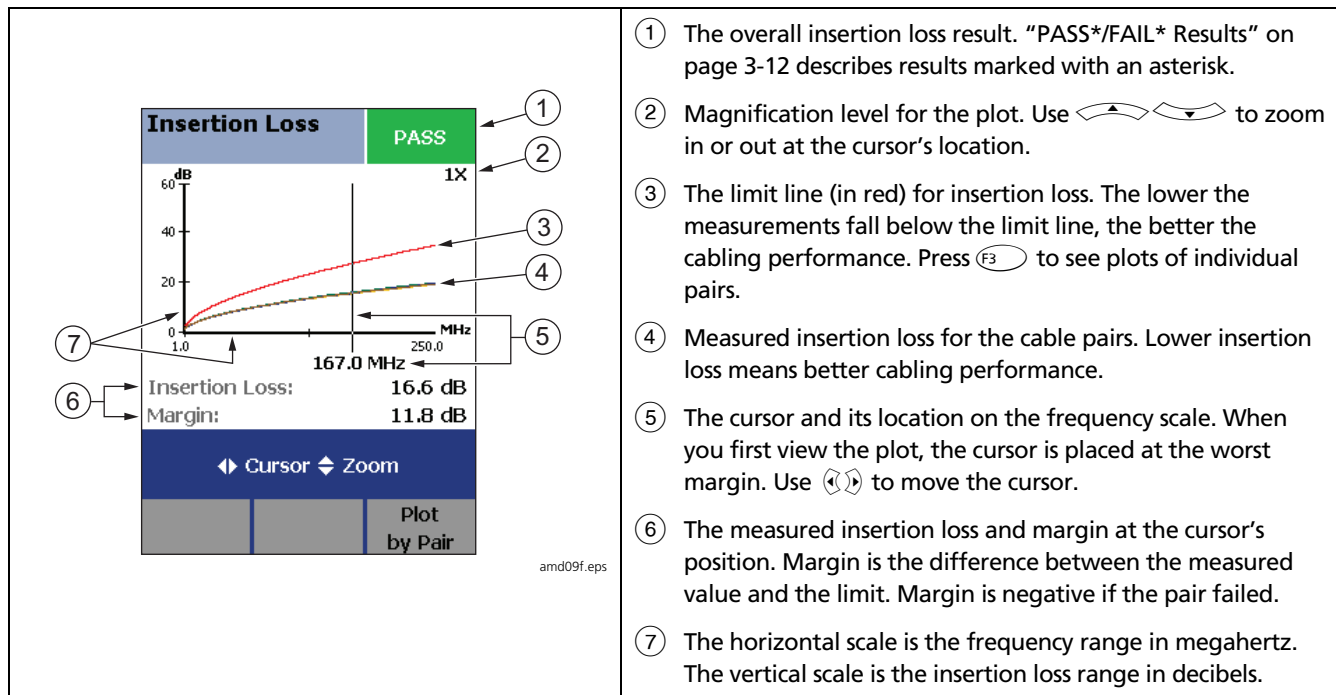 Insertion Loss
PASS
1X
dB
60
40
20
0
1.0
MHz
250.0
167.0 MHz
Insertion Loss: 16.6 dB
Margin: 11.8 dB
Cursor Zoom
Plot
by Pair
1
2
3
4
5
6
7
amd09f.eps
1 The overall insertion loss result. “PASS*/FAIL* Results” on
page 3-12 describes results marked with an asterisk.
2 Magnification level for the plot. Use to zoom
in or out at the cursor’s location.
3 The limit line (in red) for insertion loss. The lower the
measurements fall below the limit line, the better the
cabling performance. Press F3 to see plots of individual
pairs.
4 Measured insertion loss for the cable pairs. Lower insertion
loss means better cabling performance.
5 The cursor and its location on the frequency scale. When
you first view the plot, the cursor is placed at the worst
margin. Use to move the cursor.
6 The measured insertion loss and margin at the cursor’s
position. Margin is the difference between the measured
value and the limit. Margin is negative if the pair failed.
7 The horizontal scale is the frequency range in megahertz.
The vertical scale is the insertion loss range in decibels.